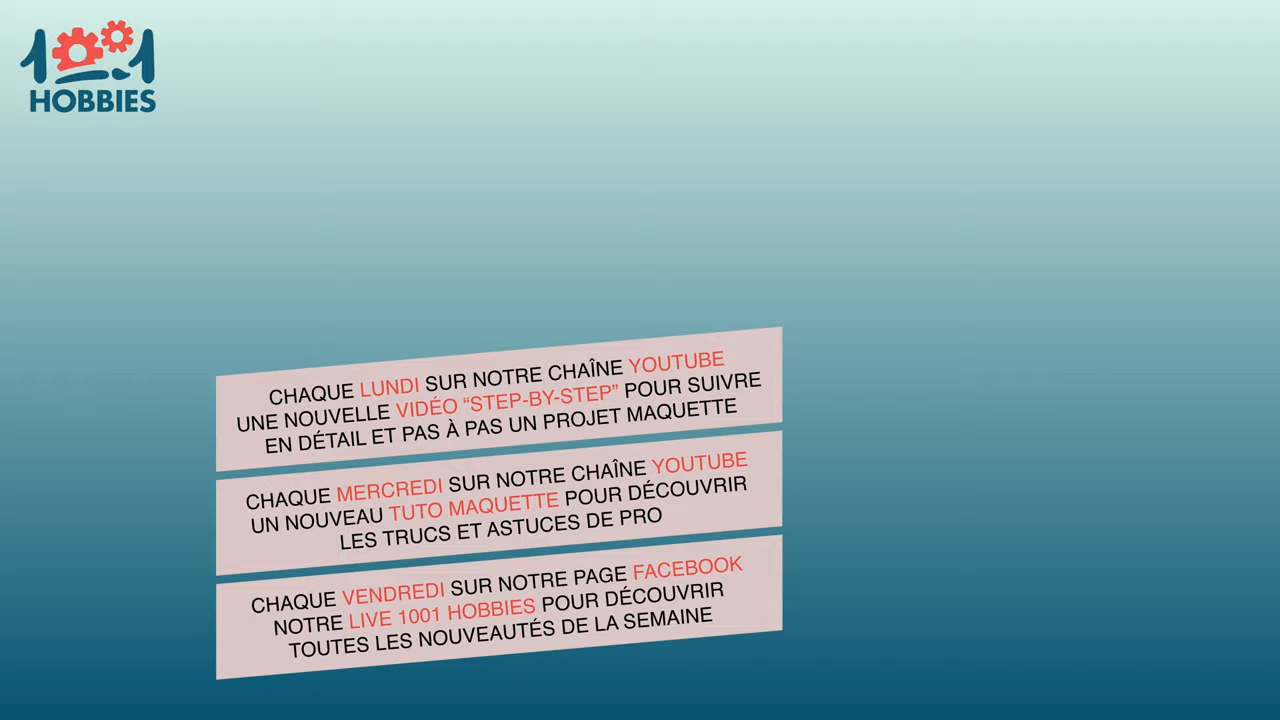 1001
HOBBIES
CHAQUE LUNDI SUR NOTRE CHAÎNE YOUTUBE
UNE NOUVELLE VIDÉO “STEP-BY-STEP” POUR SUIVRE
EN DÉTAIL ET PAS À PAS UN PROJET MAQUETTE
CHAQUE MERCREDI SUR NOTRE CHAÎNE YOUTUBE
UN NOUVEAU TUTO MAQUETTE POUR DÉCOUVRIR
LES TRUCS ET ASTUCES DE PRO
CHAQUE VENDREDI SUR NOTRE PAGE FACEBOOK
NOTRE LIVE 1001 HOBBIES POUR DÉCOUVRIR
TOUTES LES NOUVEAUTÉS DE LA SEMAINE